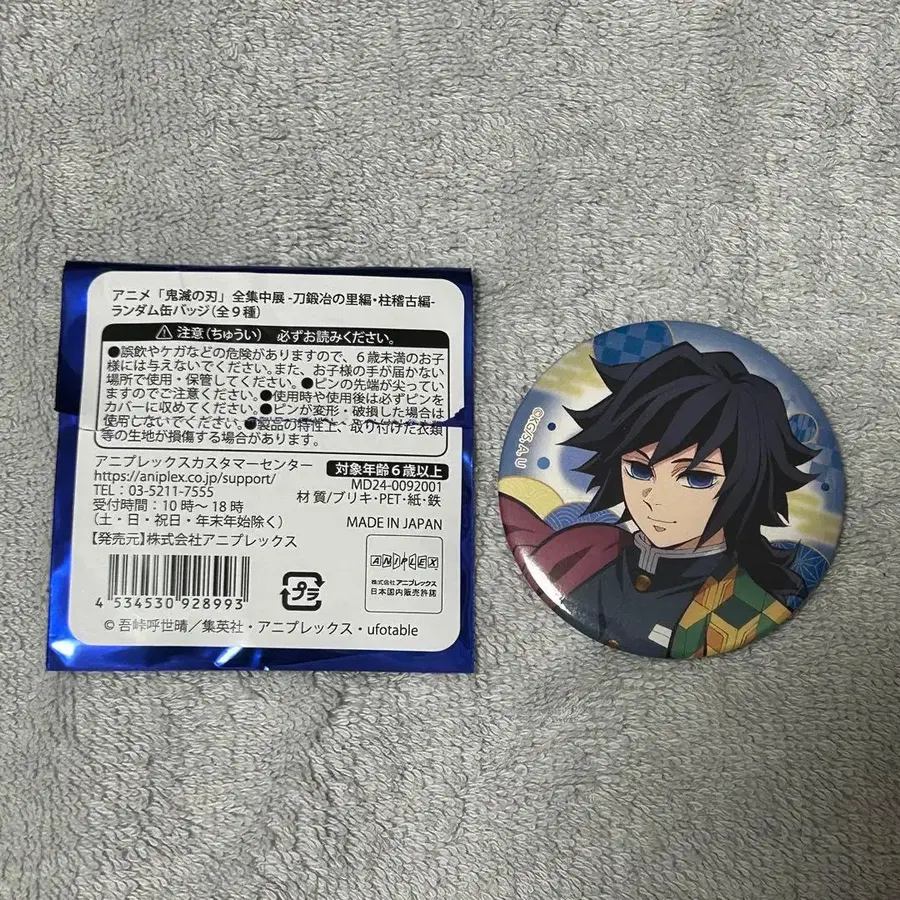 アニメ「鬼滅の刃」全集中展 -刀鍛冶の里編・柱稽古編-
ランダム缶バッジ(全9種)
⚠ 注意(ちゅうい) 必ずお読みください。
●誤飲やケガなどの危険がありますので、6歳未満のお子
様には与えないでください。また、お子様の手が届かない
場所で使用・保管してください。●ピンの先端が尖ってい
ますのでご注意ください。●使用時や使用後は必ずピンを
カバーに収めてください。●ピンが変形・破損した場合は
使用しないでください。●製品の特性上、取り付けた衣類
等の生地が損傷する場合があります。
アニプレックスカスタマーセンター
https://aniplex.co.jp/support/
TEL:03-5211-7555
受付時間:10時～18時
(土・日・祝日・年末年始除く)
【発売元】株式会社アニプレックス
対象年齢6歳以上
MD24-0092001
材質/ブリキ・PET・紙・鉄
MADE IN JAPAN
ANIPLEX
株式会社アニプレックス
日本国内販売許諾
プラ
4 534530 928993
© 吾峠呼世晴/集英社・アニプレックス・ufotable
©KG/S,A,U